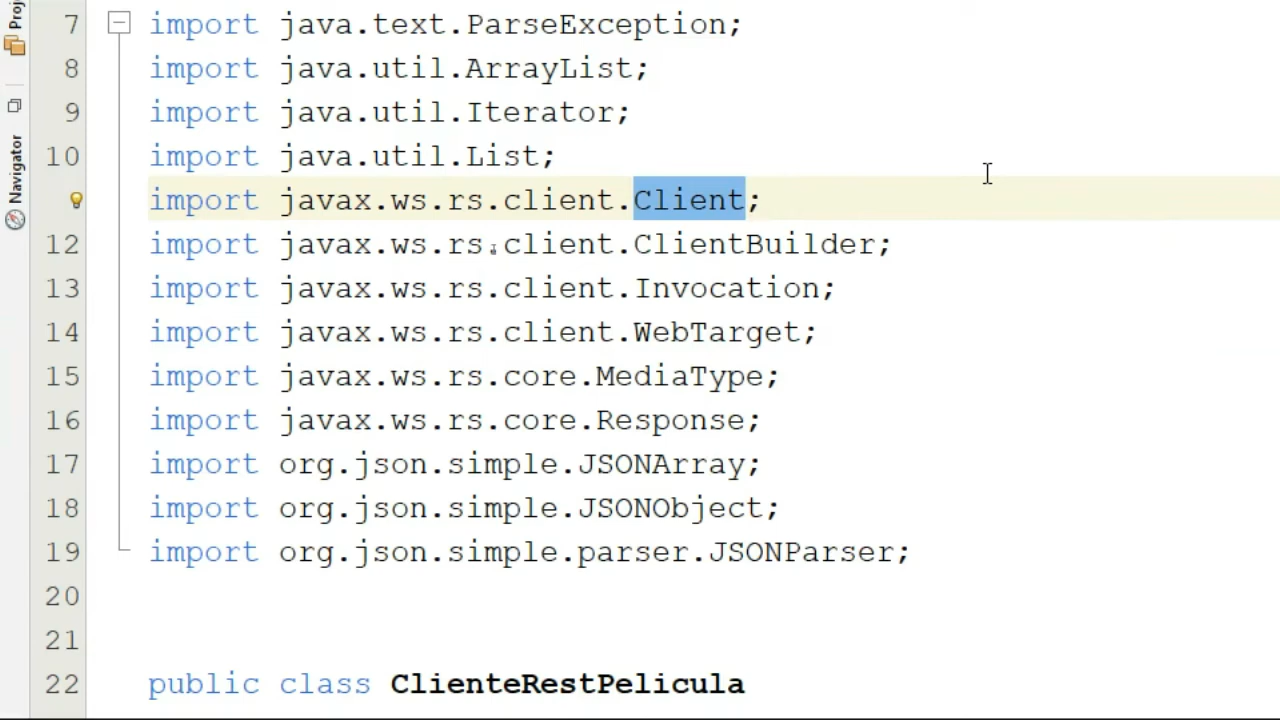 Proj
Navigator
7 import java.text.ParseException;
8 import java.util.ArrayList;
9 import java.util.Iterator;
10 import java.util.List;
import javax.ws.rs.client.Client;
12 import javax.ws.rs.client.ClientBuilder;
13 import javax.ws.rs.client.Invocation;
14 import javax.ws.rs.client.WebTarget;
15 import javax.ws.rs.core.MediaType;
16 import javax.ws.rs.core.Response;
17 import org.json.simple.JSONArray;
18 import org.json.simple.JSONObject;
19 import org.json.simple.parser.JSONParser;
20
21
22 public class ClienteRestPelicula